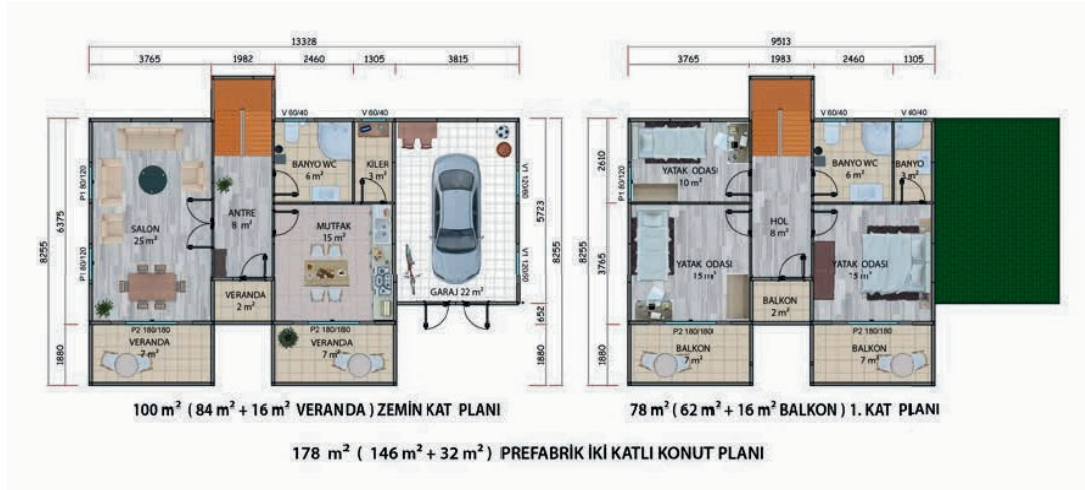 13328
3765 1982 2460 1305 3815
9513
3765 1983 2460 1305
V 60/40 V 60/40
V 60/40 V 60/40
BANYO WC
6 m²
KİLER
3 m²
SALON
25 m²
ANTRE
8 m²
MUTFAK
15 m²
GARAJ 22 m²
VERANDA
2 m²
P1 80/120
P1 80/120
V1 120/60
V1 120/50
8255
6375
1880
5723
652
1880
8255
P2 180/180
VERANDA
7 m²
P2 180/180
VERANDA
7 m²
YATAK ODASI
10 m²
BANYO WC
6 m²
BANYO
3 m²
HOL
8 m²
YATAK ODASI
15 m²
YATAK ODASI
15 m²
BALKON
2 m²
P1 80/120
8255
2610
3765
1880
P2 180/180
BALKON
7 m²
P2 180/180
BALKON
7 m²
100 m² ( 84 m² + 16 m² VERANDA ) ZEMİN KAT PLANI
78 m² ( 62 m² + 16 m² BALKON ) 1. KAT PLANI
178 m² ( 146 m² + 32 m² ) PREFABRİK İKİ KATLI KONUT PLANI